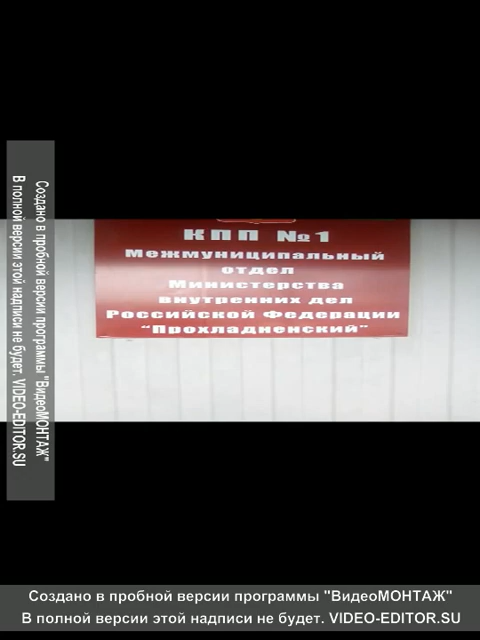 КПП №1
Межмуниципальный
отдел
Министерства
внутренних дел
Российской Федерации
“Прохладненский”
Создано в пробной версии программы "ВидеоМОНТАЖ"
В полной версии этой надписи не будет. VIDEO-EDITOR.SU
Создано в пробной версии программы "ВидеоМОНТАЖ"
В полной версии этой надписи не будет. VIDEO-EDITOR.SU